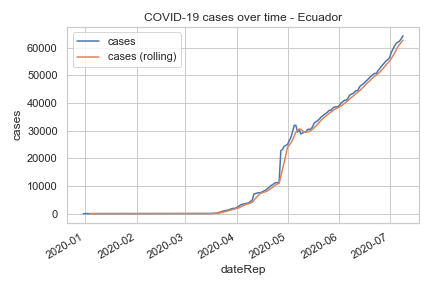 COVID-19 cases over time - Ecuador
cases
cases (rolling)
60000
50000
40000
30000
20000
10000
0
cases
2020-01
2020-02
2020-03
2020-04
2020-05
2020-06
2020-07
dateRep